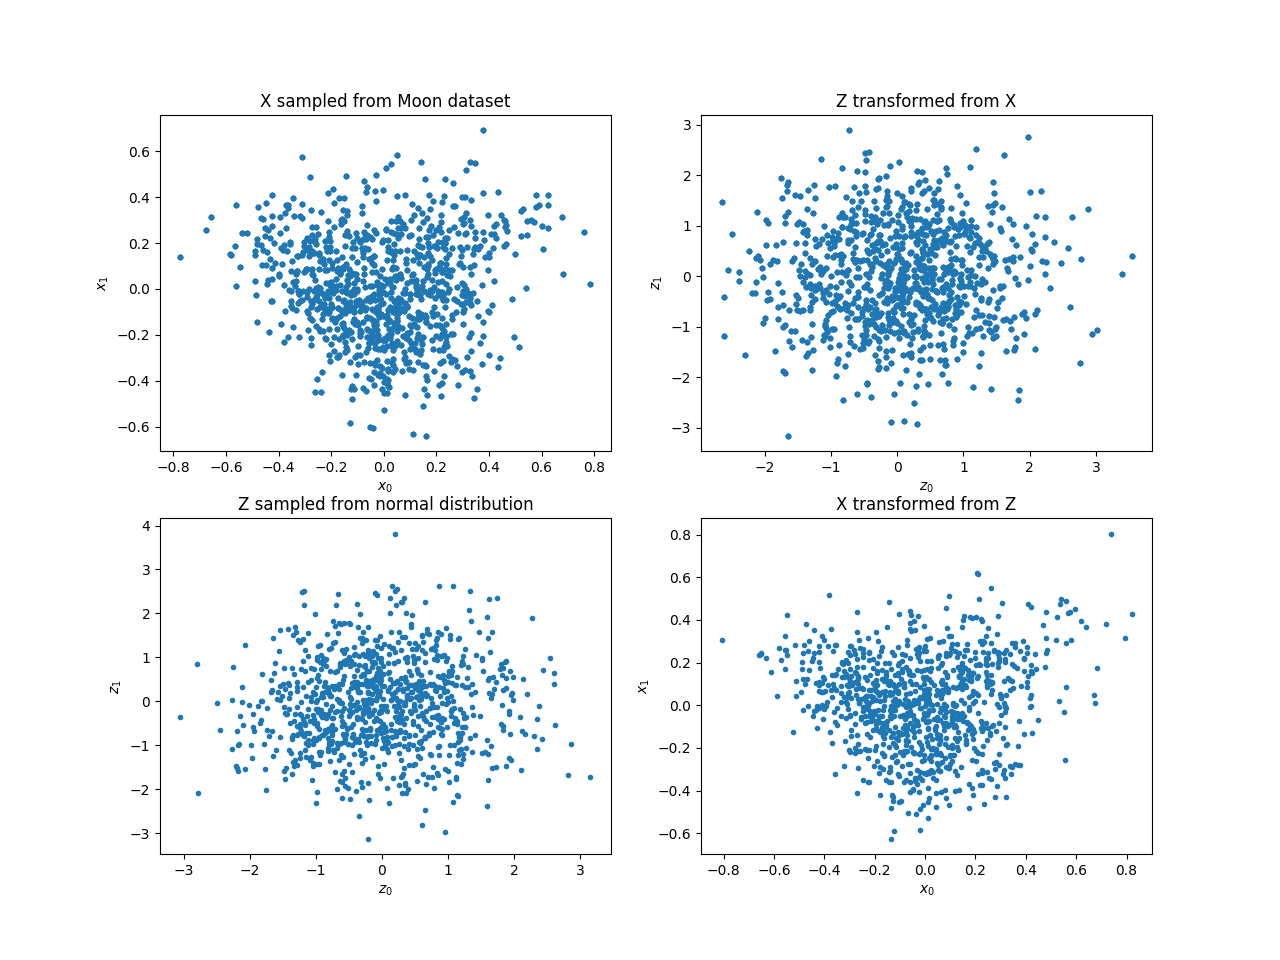 X sampled from Moon dataset
0.6
0.4
0.2
0.0
−0.2
−0.4
−0.6
x₁
−0.8 −0.6 −0.4 −0.2 0.0 0.2 0.4 0.6 0.8
x₀
Z transformed from X
3
2
1
0
−1
−2
−3
z₁
−2 −1 0 1 2 3
z₀
Z sampled from normal distribution
4
3
2
1
0
−1
−2
−3
z₁
−3 −2 −1 0 1 2 3
z₀
X transformed from Z
0.8
0.6
0.4
0.2
0.0
−0.2
−0.4
−0.6
x₁
−0.8 −0.6 −0.4 −0.2 0.0 0.2 0.4 0.6 0.8
x₀